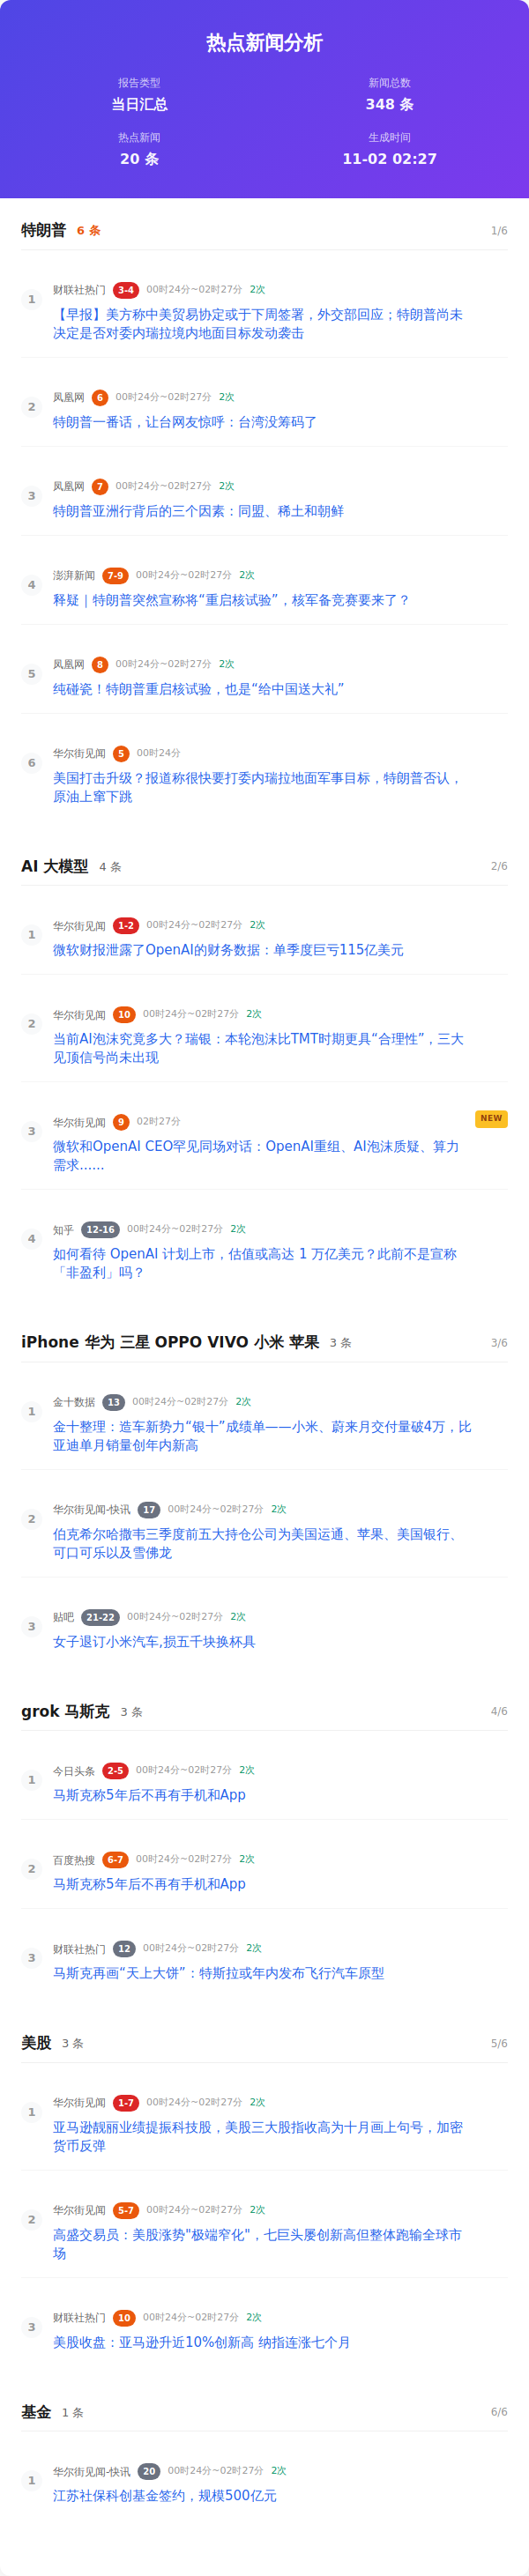 热点新闻分析
报告类型
新闻总数
当日汇总
348 条
热点新闻
生成时间
20 条
11-02 02:27
特朗普 6 条 1/6
1
财联社热门 3-4 00时24分~02时27分 2次
【早报】美方称中美贸易协定或于下周签署，外交部回应；特朗普尚未
决定是否对委内瑞拉境内地面目标发动袭击
2
凤凰网 6 00时24分~02时27分 2次
特朗普一番话，让台网友惊呼：台湾没筹码了
3
凤凰网 7 00时24分~02时27分 2次
特朗普亚洲行背后的三个因素：同盟、稀土和朝鲜
4
澎湃新闻 7-9 00时24分~02时27分 2次
释疑｜特朗普突然宣称将“重启核试验”，核军备竞赛要来了？
5
凤凰网 8 00时24分~02时27分 2次
纯碰瓷！特朗普重启核试验，也是“给中国送大礼”
6
华尔街见闻 5 00时24分
美国打击升级？报道称很快要打委内瑞拉地面军事目标，特朗普否认，
原油上窜下跳
AI 大模型 4 条 2/6
1
华尔街见闻 1-2 00时24分~02时27分 2次
微软财报泄露了OpenAI的财务数据：单季度巨亏115亿美元
2
华尔街见闻 10 00时24分~02时27分 2次
当前AI泡沫究竟多大？瑞银：本轮泡沫比TMT时期更具“合理性”，三大
见顶信号尚未出现
3
华尔街见闻 9 02时27分 NEW
微软和OpenAI CEO罕见同场对话：OpenAI重组、AI泡沫质疑、算力
需求……
4
知乎 12-16 00时24分~02时27分 2次
如何看待 OpenAI 计划上市，估值或高达 1 万亿美元？此前不是宣称
「非盈利」吗？
iPhone 华为 三星 OPPO VIVO 小米 苹果 3 条 3/6
1
金十数据 13 00时24分~02时27分 2次
金十整理：造车新势力“银十”成绩单——小米、蔚来月交付量破4万，比
亚迪单月销量创年内新高
2
华尔街见闻-快讯 17 00时24分~02时27分 2次
伯克希尔哈撒韦三季度前五大持仓公司为美国运通、苹果、美国银行、
可口可乐以及雪佛龙
3
贴吧 21-22 00时24分~02时27分 2次
女子退订小米汽车,损五千块换杯具
grok 马斯克 3 条 4/6
1
今日头条 2-5 00时24分~02时27分 2次
马斯克称5年后不再有手机和App
2
百度热搜 6-7 00时24分~02时27分 2次
马斯克称5年后不再有手机和App
3
财联社热门 12 00时24分~02时27分 2次
马斯克再画“天上大饼”：特斯拉或年内发布飞行汽车原型
美股 3 条 5/6
1
华尔街见闻 1-7 00时24分~02时27分 2次
亚马逊靓丽业绩提振科技股，美股三大股指收高为十月画上句号，加密
货币反弹
2
华尔街见闻 5-7 00时24分~02时27分 2次
高盛交易员：美股涨势"极端窄化"，七巨头屡创新高但整体跑输全球市
场
3
财联社热门 10 00时24分~02时27分 2次
美股收盘：亚马逊升近10%创新高 纳指连涨七个月
基金 1 条 6/6
1
华尔街见闻-快讯 20 00时24分~02时27分 2次
江苏社保科创基金签约，规模500亿元